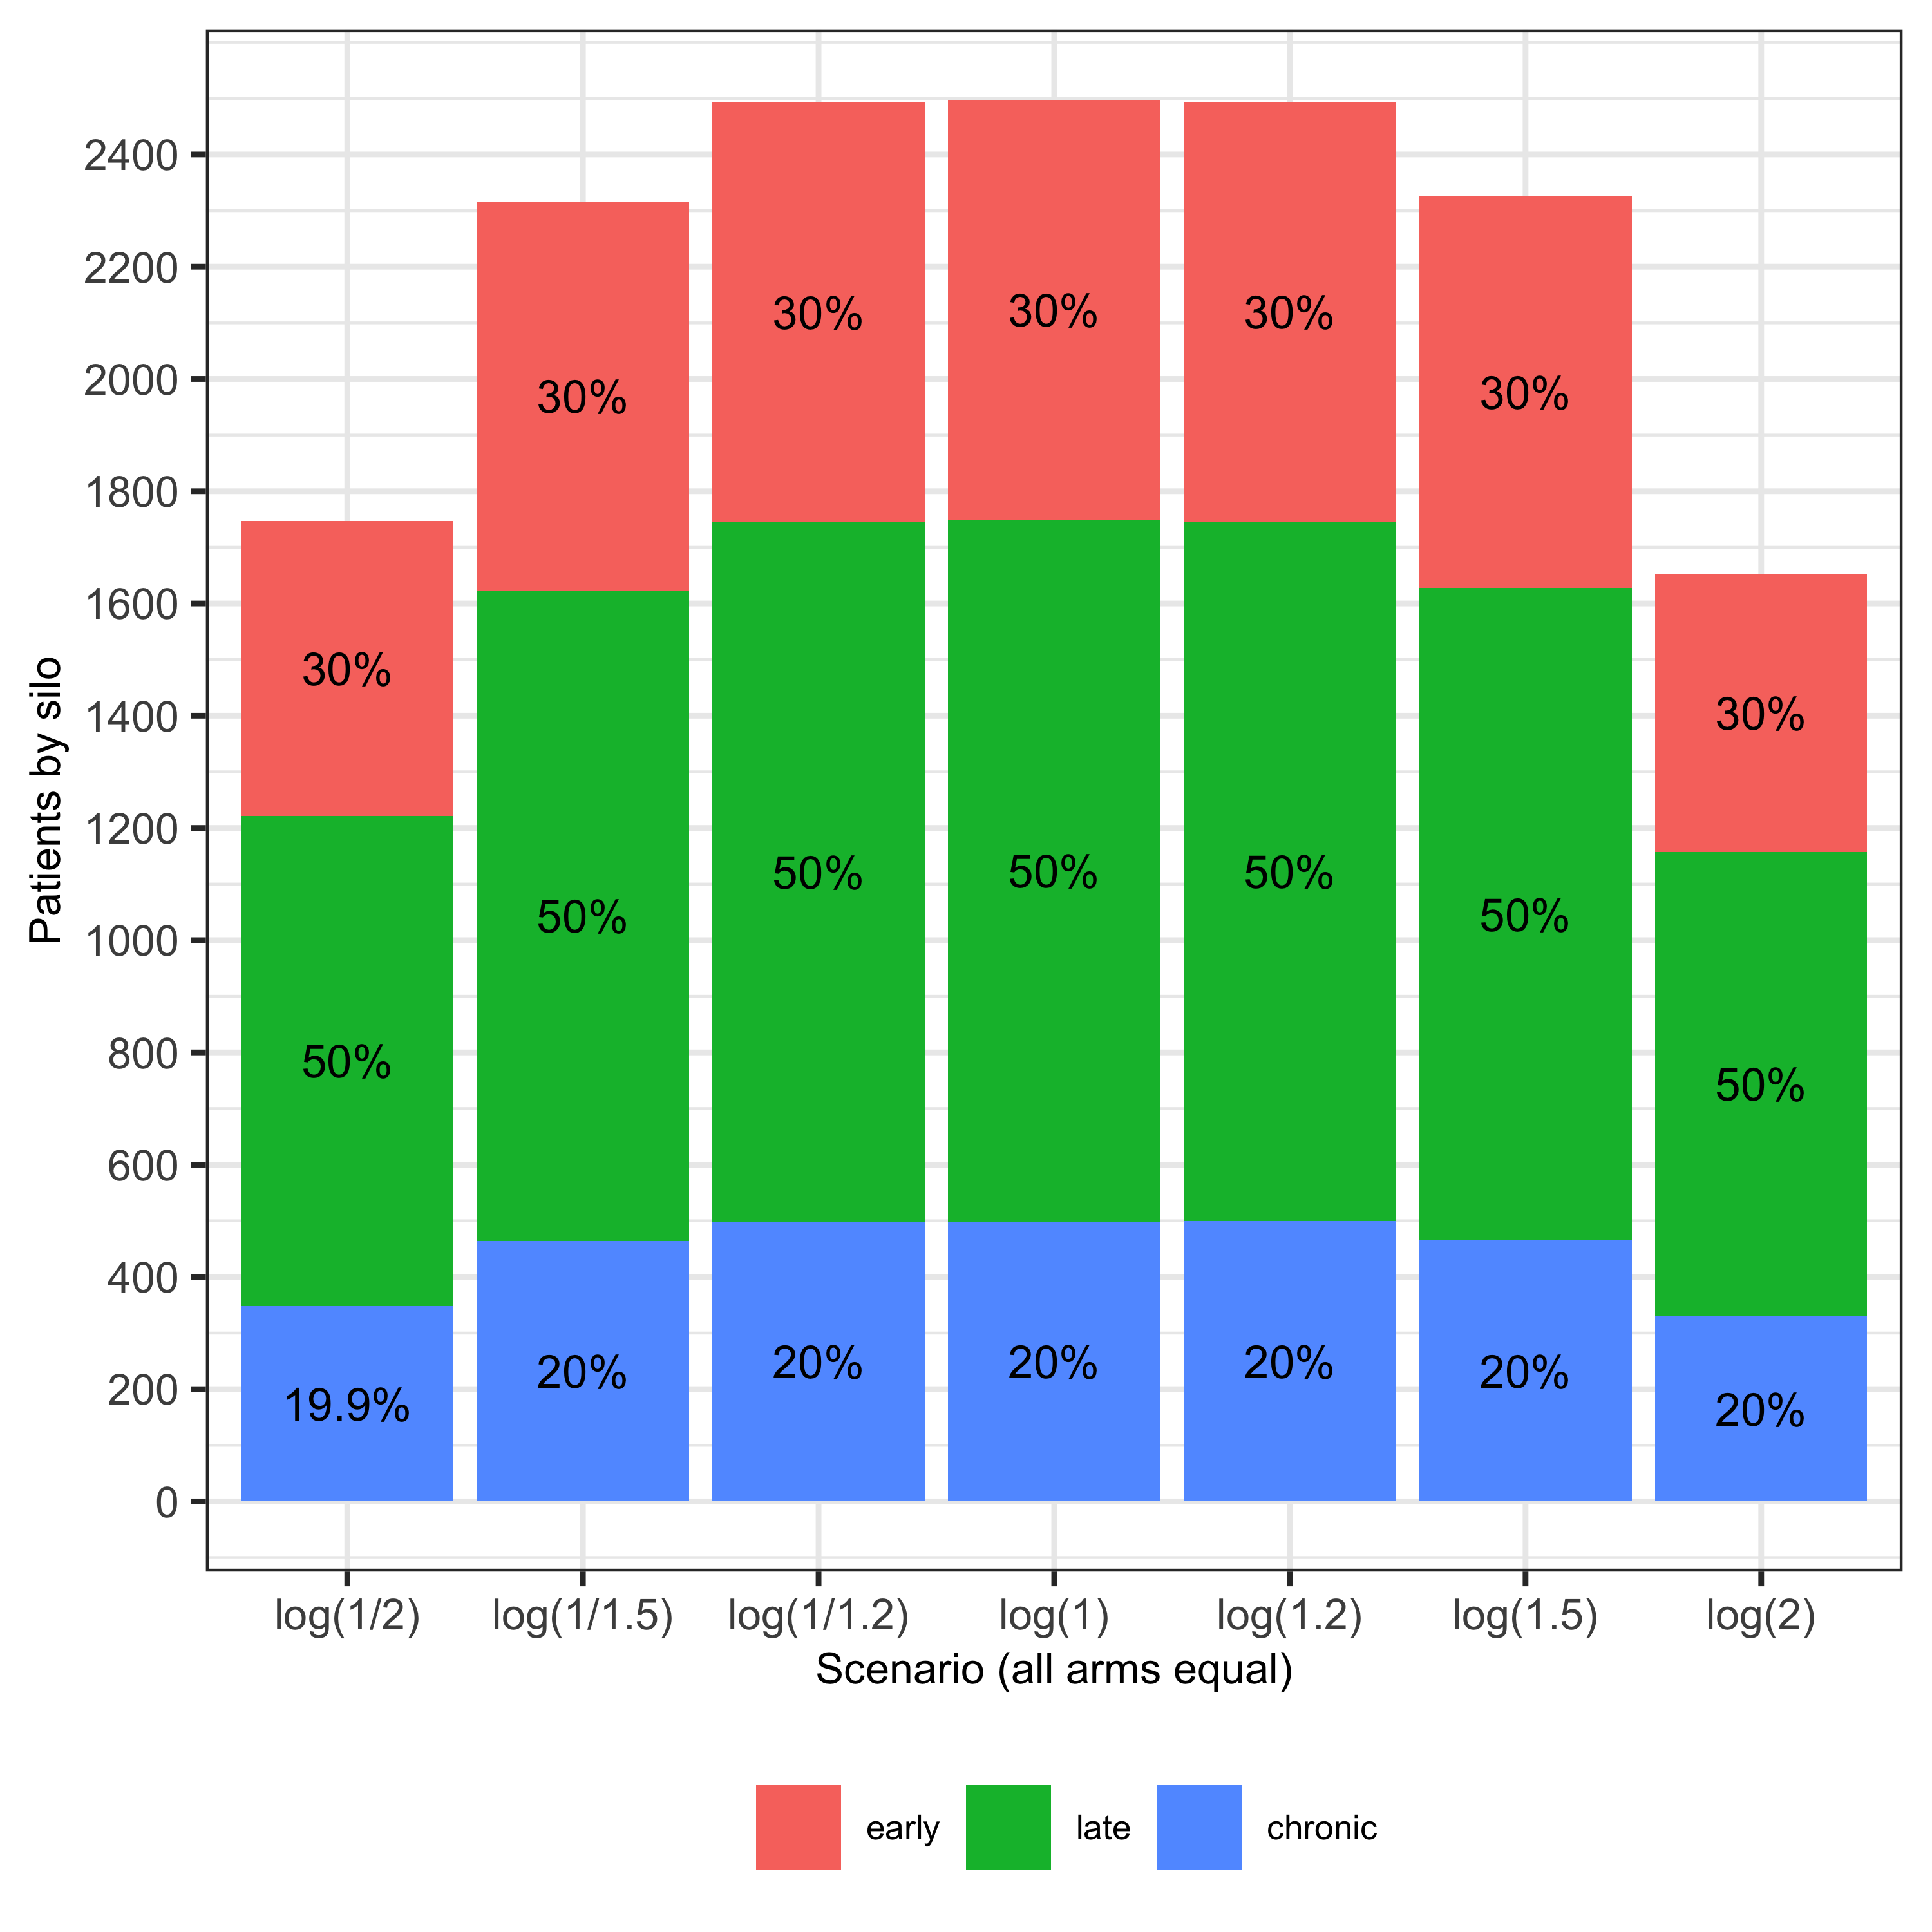 Patients by silo
2400
2200
2000
1800
1600
1400
1200
1000
800
600
400
200
0
30% 30% 30% 30% 30% 30% 30%
50% 50% 50% 50% 50% 50% 50%
19.9% 20% 20% 20% 20% 20% 20%
log(1/2) log(1/1.5) log(1/1.2) log(1) log(1.2) log(1.5) log(2)
Scenario (all arms equal)
early late chronic